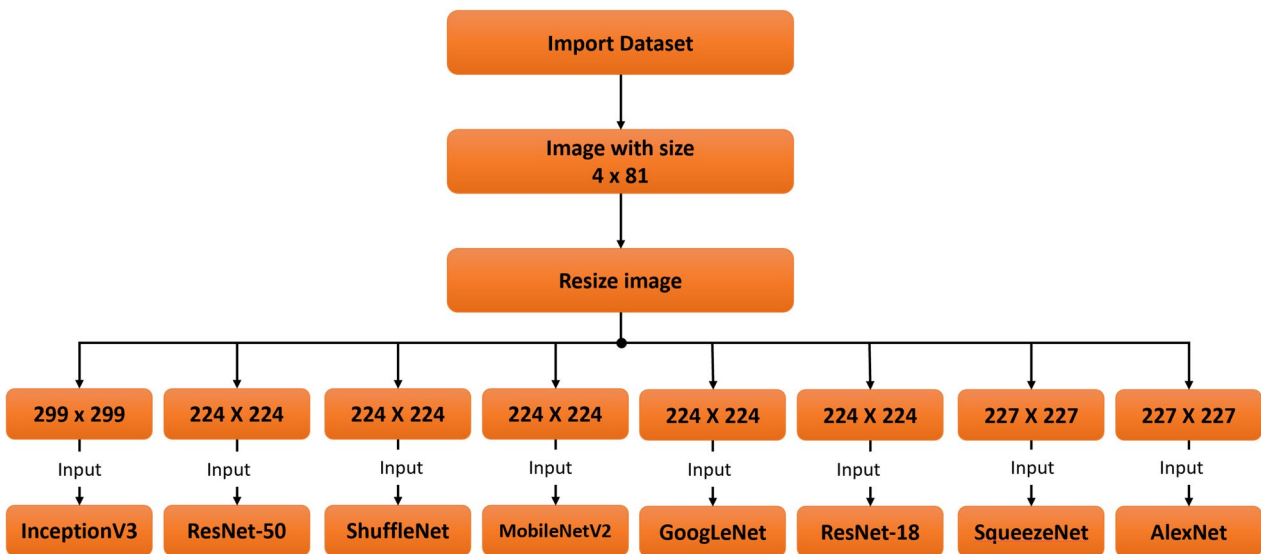 Import Dataset
Image with size
4 x 81
Resize image
299 x 299
224 X 224
224 X 224
224 X 224
224 X 224
224 X 224
227 X 227
227 X 227
Input
Input
Input
Input
Input
Input
Input
Input
InceptionV3
ResNet-50
ShuffleNet
MobileNetV2
GoogLeNet
ResNet-18
SqueezeNet
AlexNet